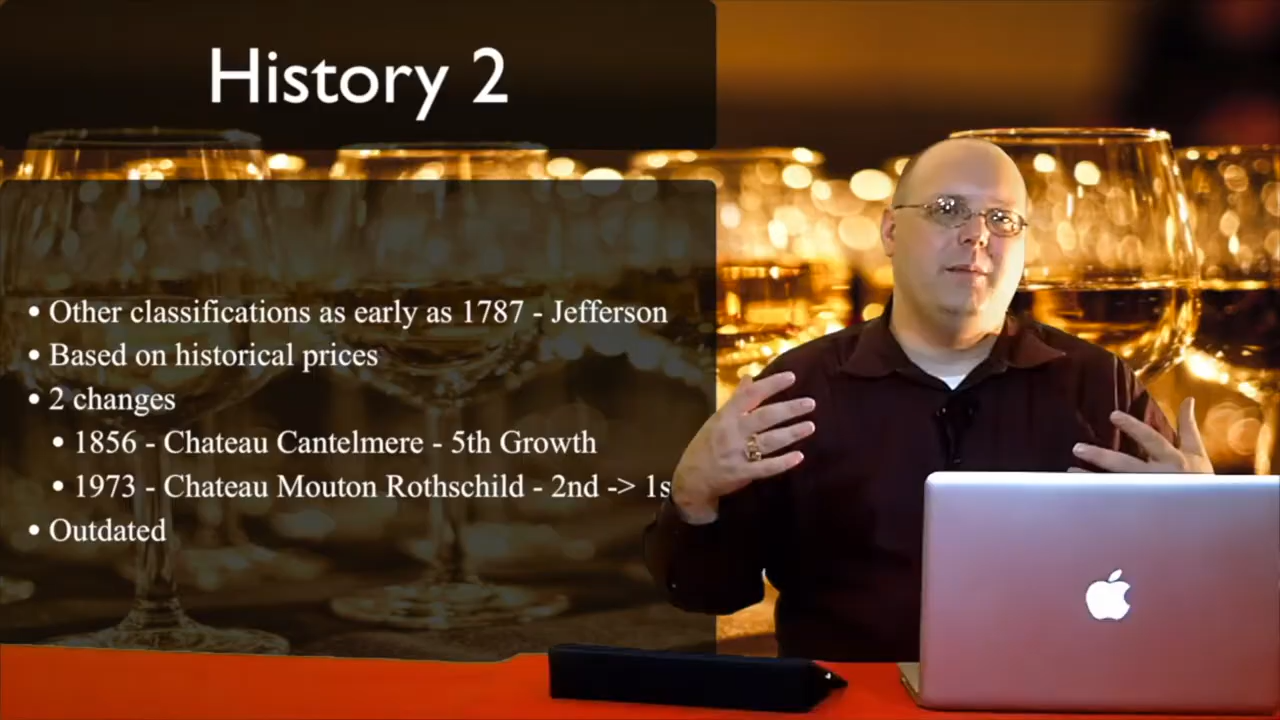 History 2
• Other classifications as early as 1787 - Jefferson
• Based on historical prices
• 2 changes
• 1856 - Chateau Cantelmere - 5th Growth
• 1973 - Chateau Mouton Rothschild - 2nd -> 1s
• Outdated